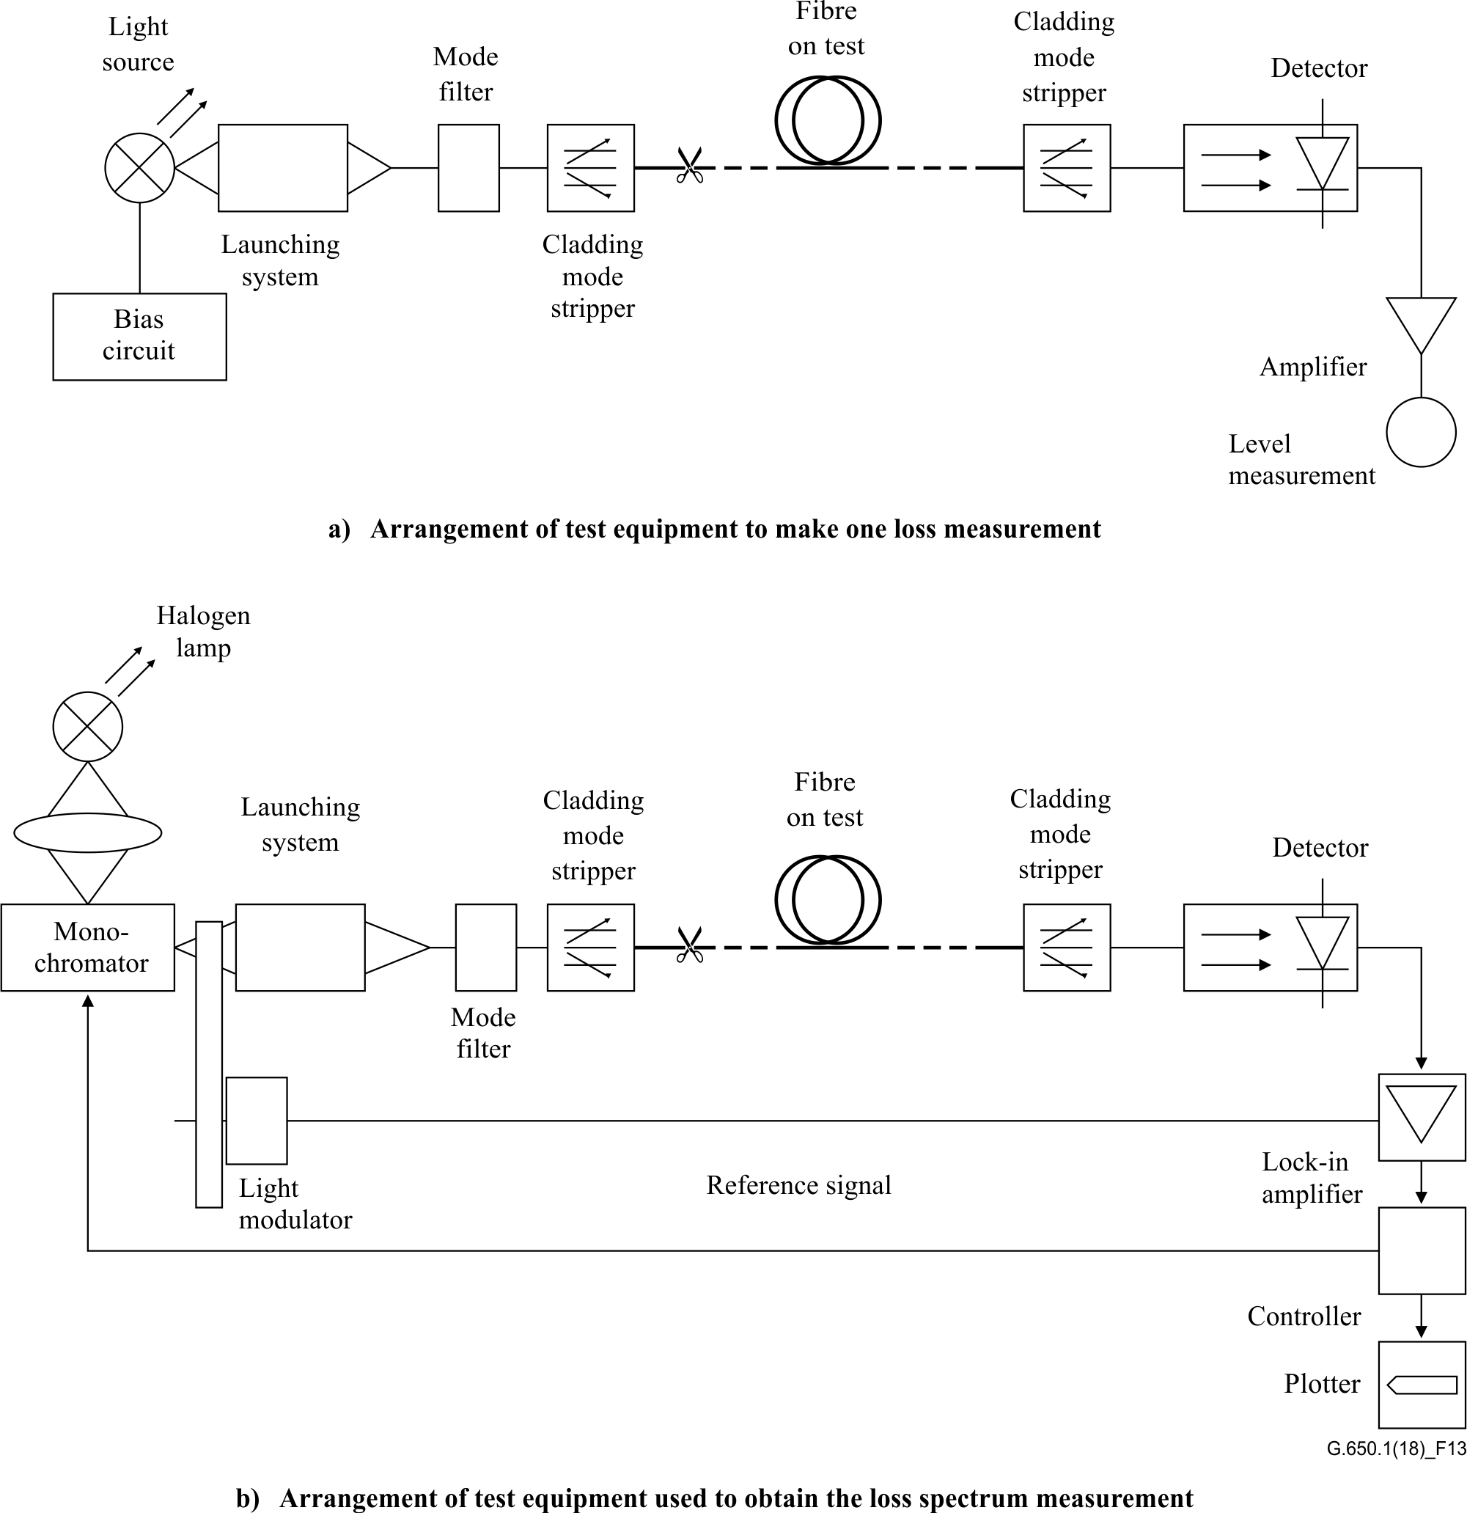 Light
source
Mode
filter
Fibre
on test
Cladding
mode
stripper
Detector
Launching
system
Cladding
mode
stripper
Bias
circuit
Amplifier
Level
measurement
a) Arrangement of test equipment to make one loss measurement
Halogen
lamp
Launching
system
Cladding
mode
stripper
Fibre
on test
Cladding
mode
stripper
Detector
Mono-
chromator
Mode
filter
Light
modulator
Reference signal
Lock-in
amplifier
Controller
Plotter
G.650.1(18)_F13
b) Arrangement of test equipment used to obtain the loss spectrum measurement